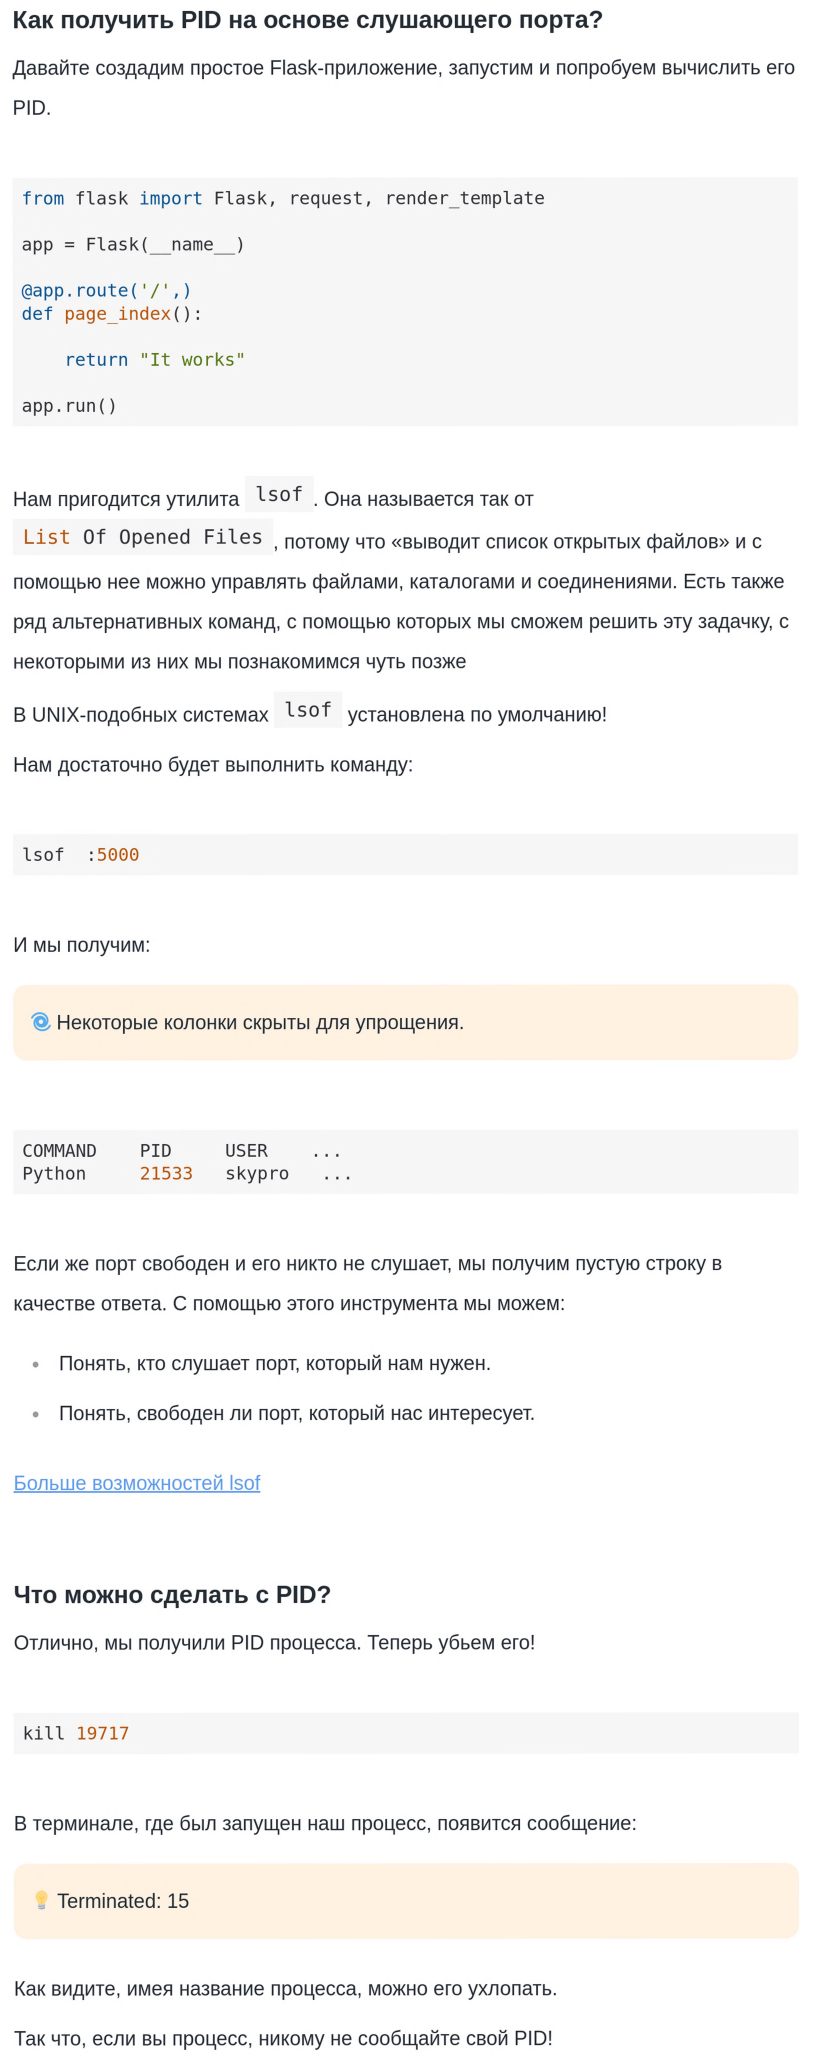 Как получить PID на основе слушающего порта?
Давайте создадим простое Flask-приложение, запустим и попробуем вычислить его
PID.
from flask import Flask, request, render_template
app = Flask(__name__)
@app.route('/',)
def page_index():
    return "It works"
app.run()
Нам пригодится утилита lsof. Она называется так от
List Of Opened Files, потому что «выводит список открытых файлов» и с
помощью нее можно управлять файлами, каталогами и соединениями. Есть также
ряд альтернативных команд, с помощью которых мы сможем решить эту задачку, с
некоторыми из них мы познакомимся чуть позже
В UNIX-подобных системах lsof установлена по умолчанию!
Нам достаточно будет выполнить команду:
lsof  :5000
И мы получим:
Некоторые колонки скрыты для упрощения.
COMMAND    PID     USER    ...
Python     21533   skypro   ...
Если же порт свободен и его никто не слушает, мы получим пустую строку в
качестве ответа. С помощью этого инструмента мы можем:
• Понять, кто слушает порт, который нам нужен.
• Понять, свободен ли порт, который нас интересует.
Больше возможностей lsof
Что можно сделать с PID?
Отлично, мы получили PID процесса. Теперь убьем его!
kill 19717
В терминале, где был запущен наш процесс, появится сообщение:
Terminated: 15
Как видите, имея название процесса, можно его ухлопать.
Так что, если вы процесс, никому не сообщайте свой PID!